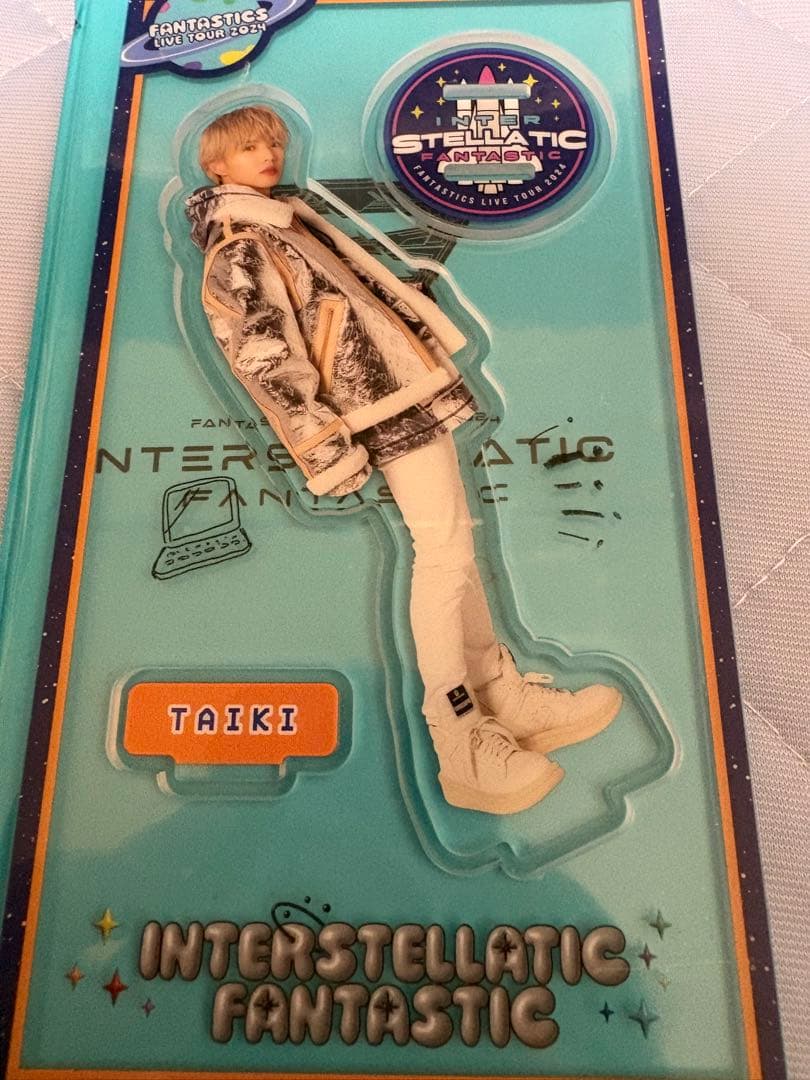 FANTASTICS
LIVE TOUR 2024
INTER
STELLATIC
FANTASTIC
FANTASTICS LIVE TOUR 2024
TAIKI
INTERSTELLATIC
FANTASTIC